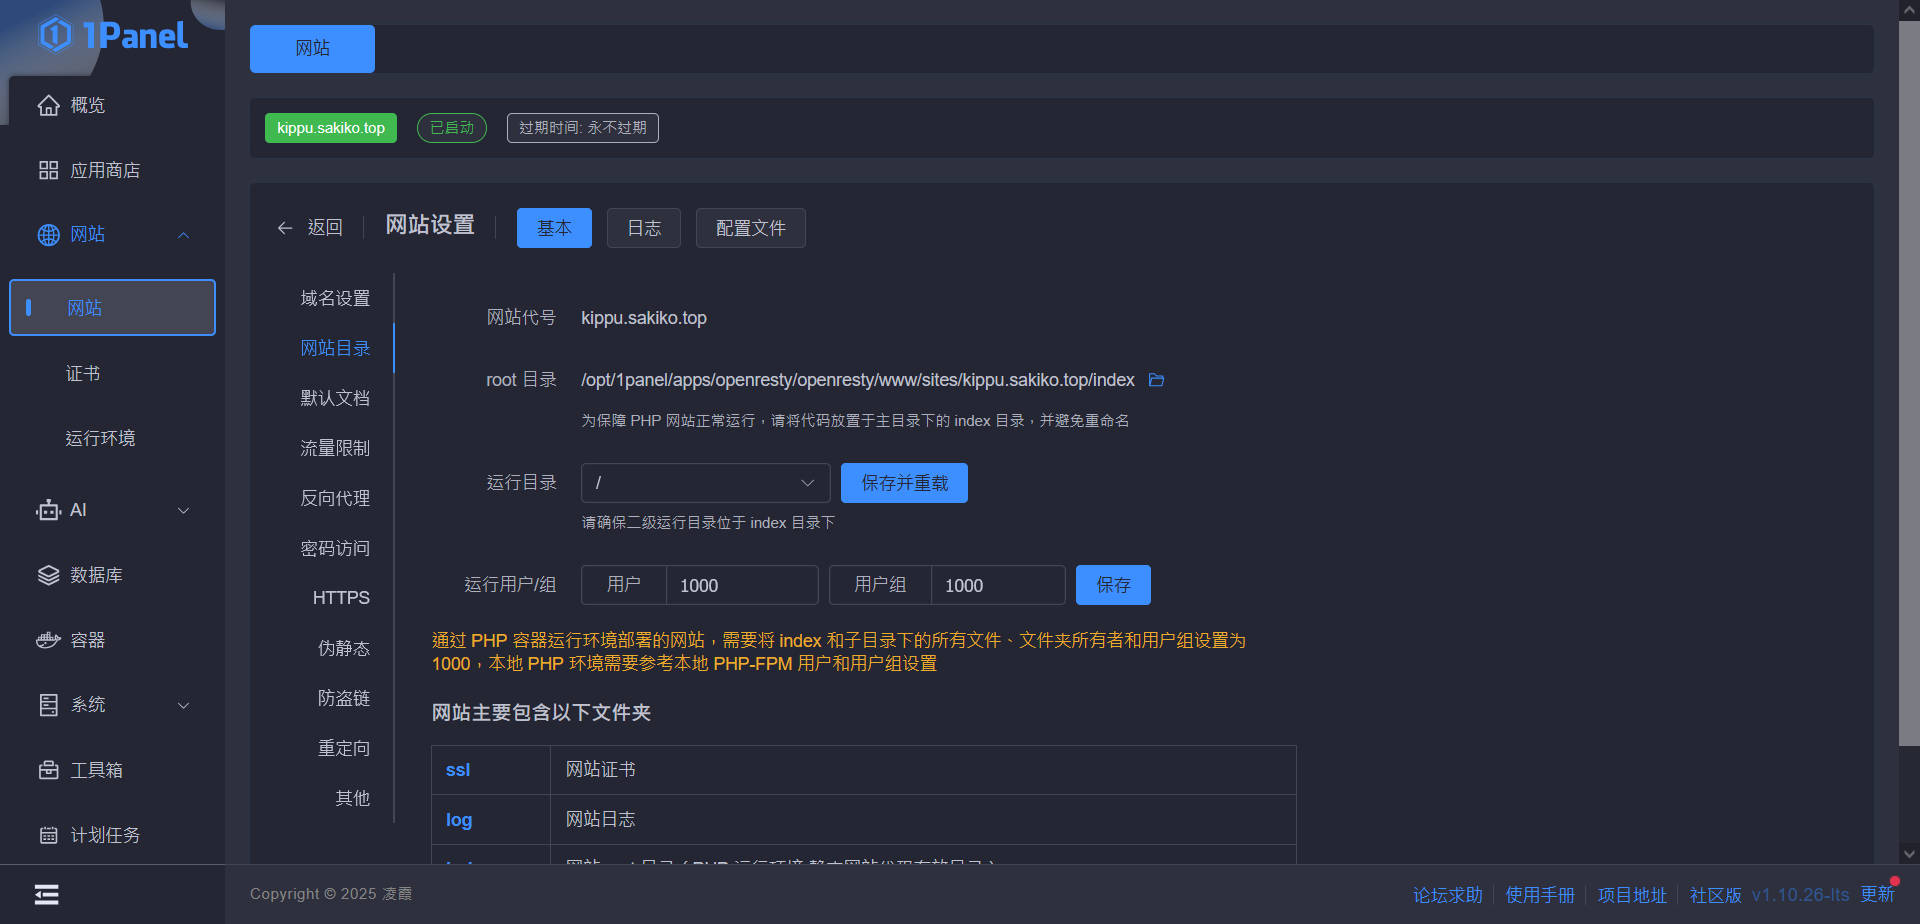 1Panel
概览
应用商店
网站
网站
证书
运行环境
AI
数据库
容器
系统
工具箱
计划任务
网站
kippu.sakiko.top
已启动
过期时间: 永不过期
返回
网站设置
基本
日志
配置文件
域名设置
网站目录
默认文档
流量限制
反向代理
密码访问
HTTPS
伪静态
防盗链
重定向
其他
网站代号 kippu.sakiko.top
root 目录 /opt/1panel/apps/openresty/openresty/www/sites/kippu.sakiko.top/index
为保障 PHP 网站正常运行，请将代码放置于主目录下的 index 目录，并避免重命名
运行目录 / 保存并重载
请确保二级运行目录位于 index 目录下
运行用户/组 用户 1000 用户组 1000 保存
通过 PHP 容器运行环境部署的网站，需要将 index 和子目录下的所有文件、文件夹所有者和用户组设置为
1000，本地 PHP 环境需要参考本地 PHP-FPM 用户和用户组设置
网站主要包含以下文件夹
ssl 网站证书
log 网站日志
Copyright © 2025 凌霞
论坛求助 使用手册 项目地址 社区版 v1.10.26-lts 更新